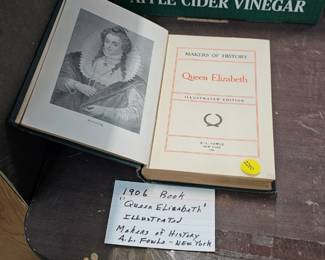 APPLE CIDER VINEGAR
MAKERS OF HISTORY
Queen Elizabeth
ILLUSTRATED EDITION
A. L. FOWLE
NEW YORK
1906 Book
"Queen Elizabeth"
ILLUSTRATED
Makers of History
A.L. Fowle - New York